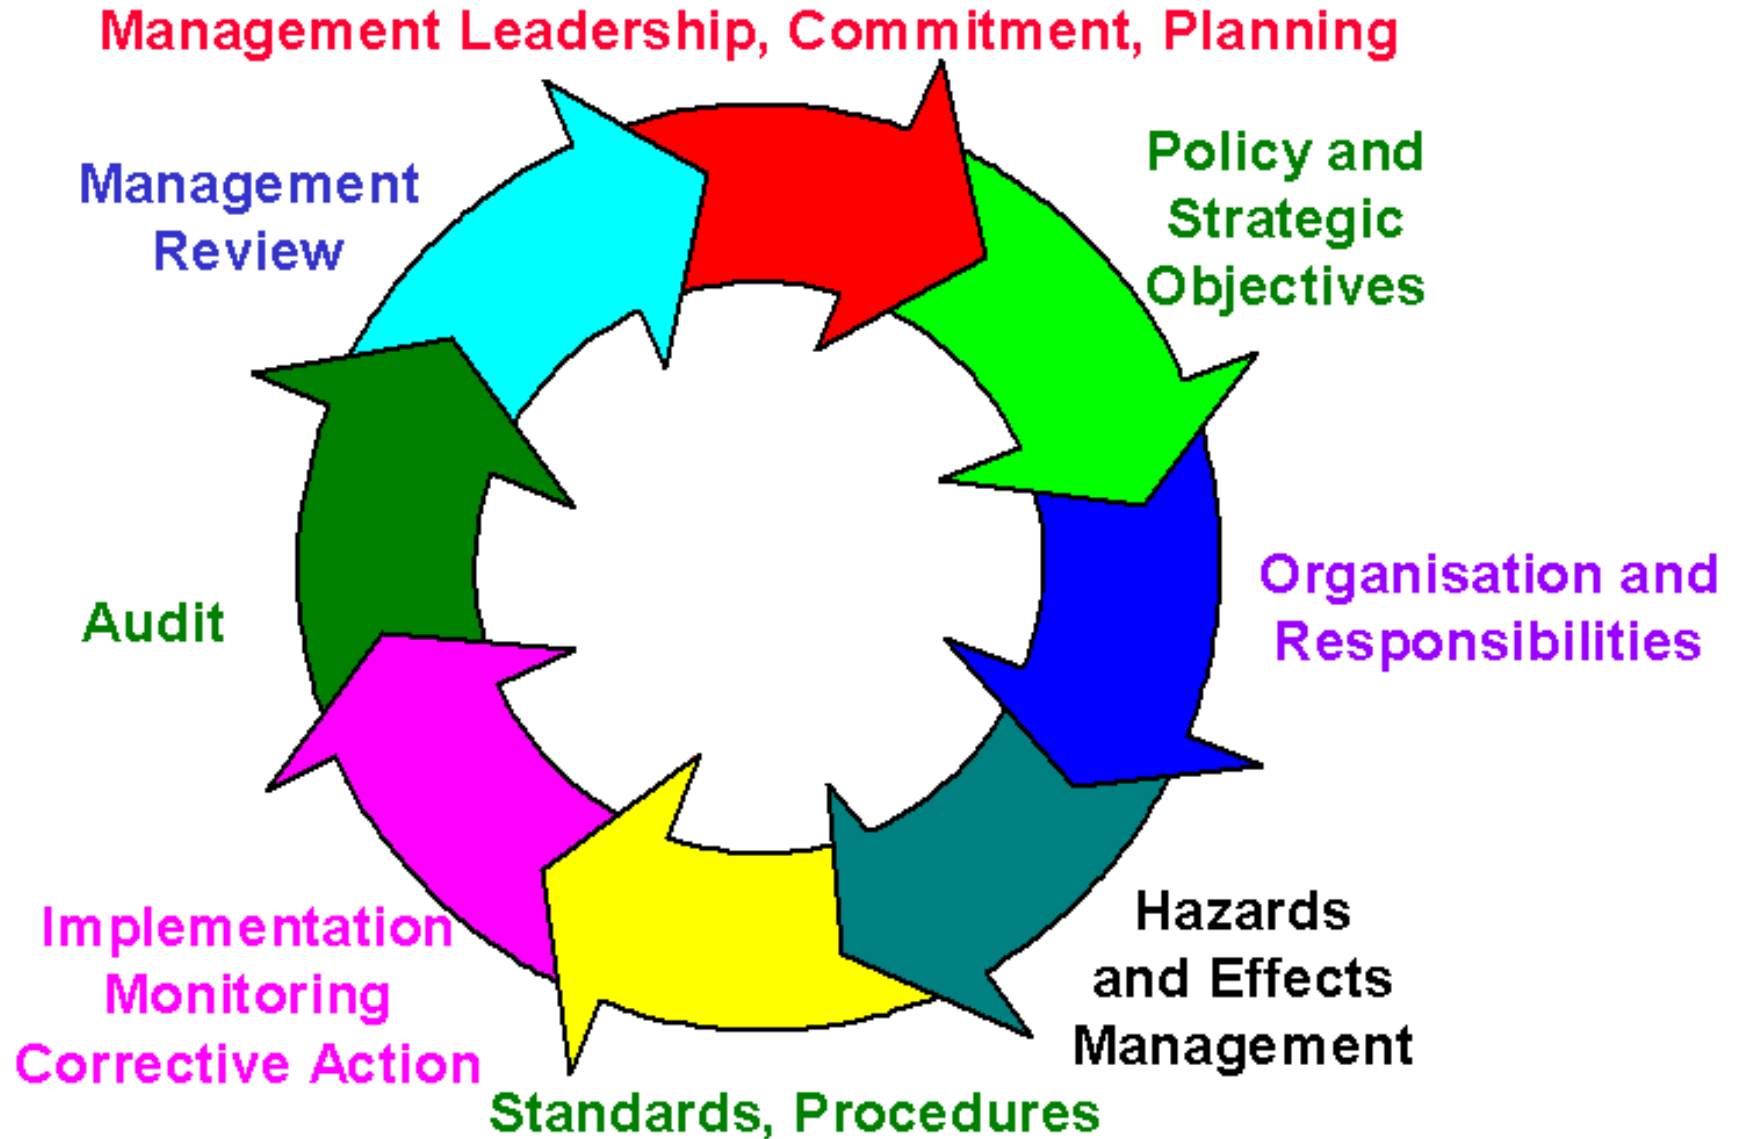 Management Leadership, Commitment, Planning
Policy and
Strategic
Objectives
Organisation and
Responsibilities
Hazards
and Effects
Management
Standards, Procedures
Implementation
Monitoring
Corrective Action
Audit
Management
Review